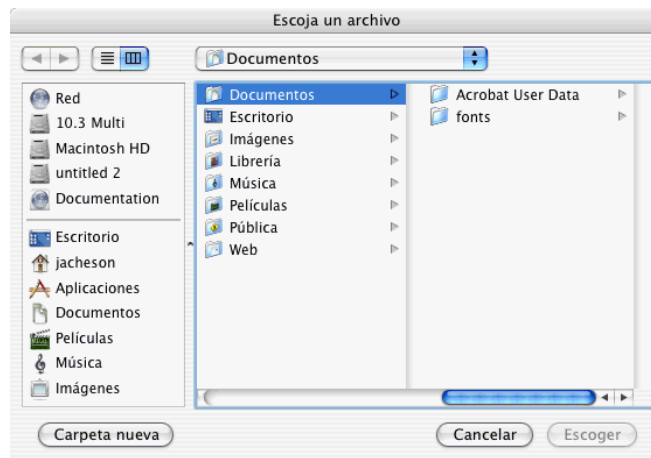 Escoja un archivo
Documentos
Red
10.3 Multi
Macintosh HD
untitled 2
Documentation
Escritorio
jacheson
Aplicaciones
Documentos
Películas
Música
Imágenes
Documentos
Escritorio
Imágenes
Librería
Música
Películas
Pública
Web
Acrobat User Data
fonts
Carpeta nueva
Cancelar
Escoger